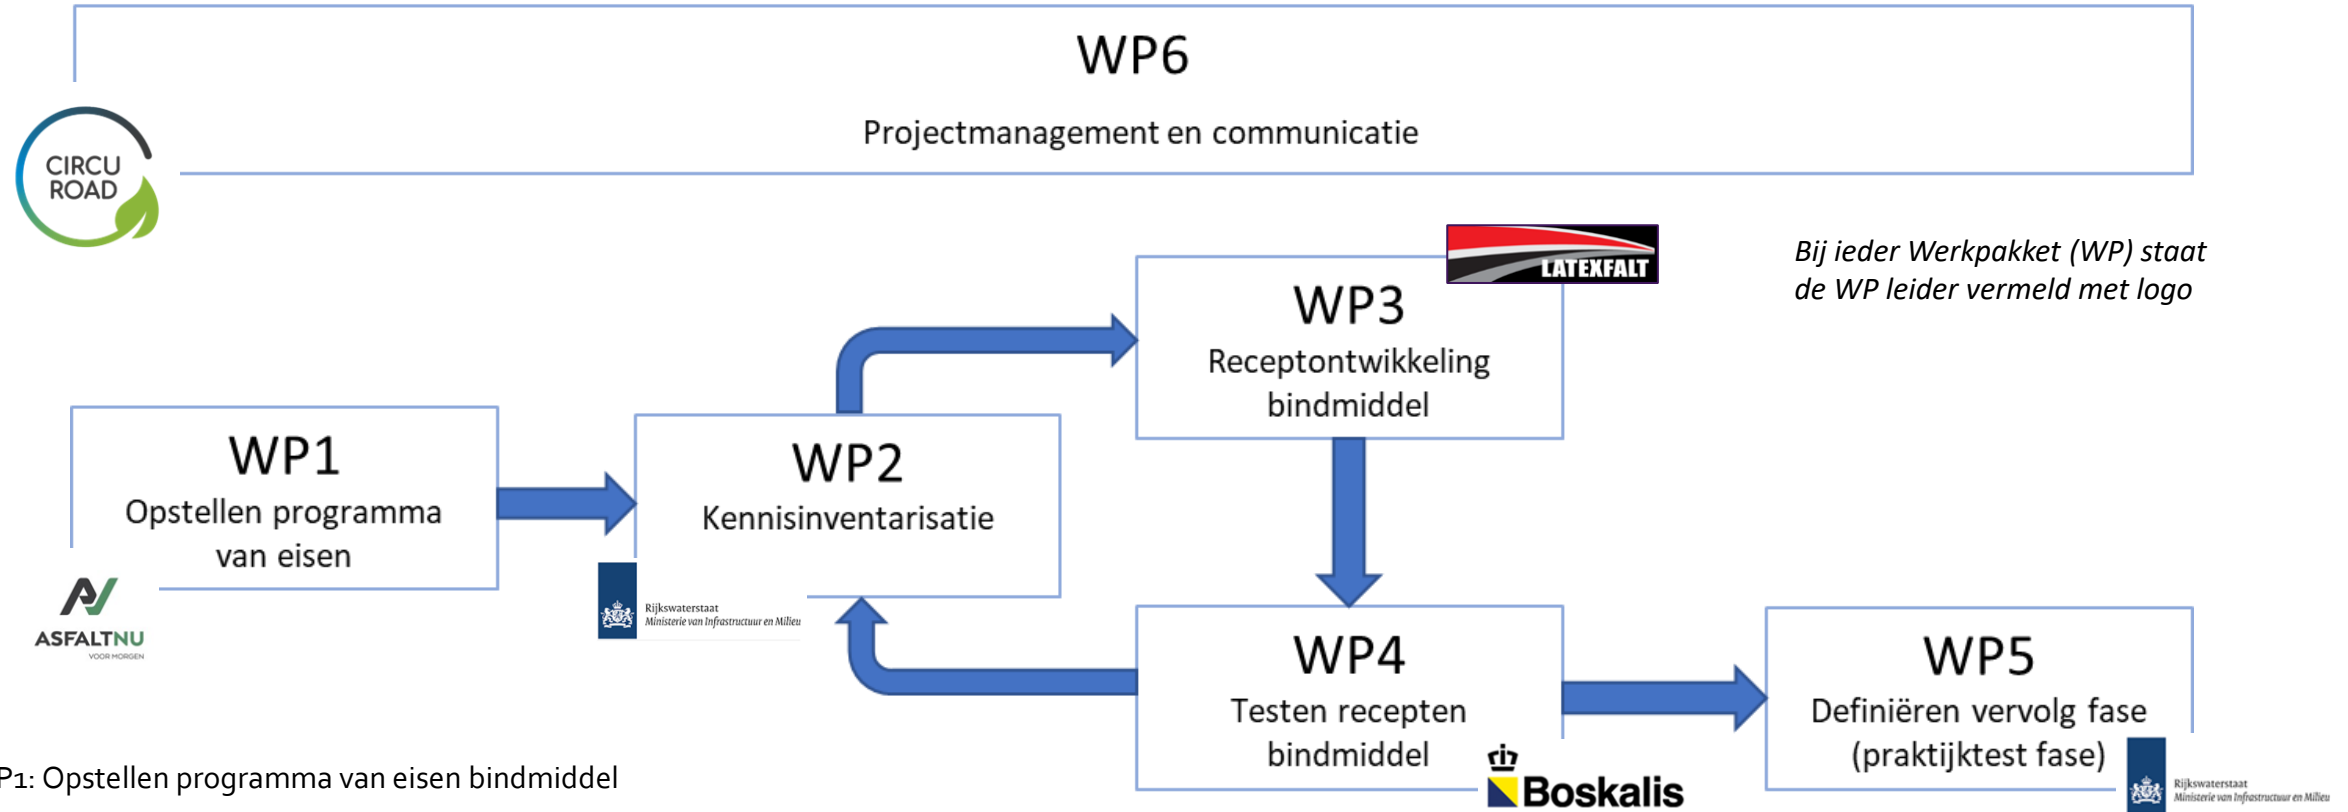 WP6
Projectmanagement en communicatie
CIRCU
ROAD
LATEXFALT
Bij ieder Werkpakket (WP) staat
de WP leider vermeld met logo
WP3
Receptontwikkeling
bindmiddel
WP1
Opstellen programma
van eisen
ASFALTNU
VOOR MORGEN
WP2
Kennisinventarisatie
Rijkswaterstaat
Ministerie van Infrastructuur en Milieu
WP4
Testen recepten
bindmiddel
Boskalis
WP5
Definiëren vervolg fase
(praktijktest fase)
Rijkswaterstaat
Ministerie van Infrastructuur en Milieu
P1: Opstellen programma van eisen bindmiddel